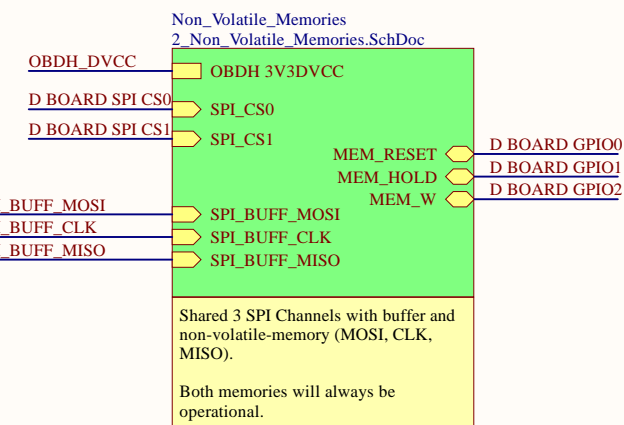 Non_Volatile_Memories
2_Non_Volatile_Memories.SchDoc
OBDH_DVCC
OBDH 3V3DVCC
D BOARD SPI CS0
SPI_CS0
D BOARD SPI CS1
SPI_CS1
MEM_RESET
D BOARD GPIO0
MEM_HOLD
D BOARD GPIO1
MEM_W
D BOARD GPIO2
_BUFF_MOSI
SPI_BUFF_MOSI
_BUFF_CLK
SPI_BUFF_CLK
_BUFF_MISO
SPI_BUFF_MISO
Shared 3 SPI Channels with buffer and
non-volatile-memory (MOSI, CLK,
MISO).
Both memories will always be
operational.